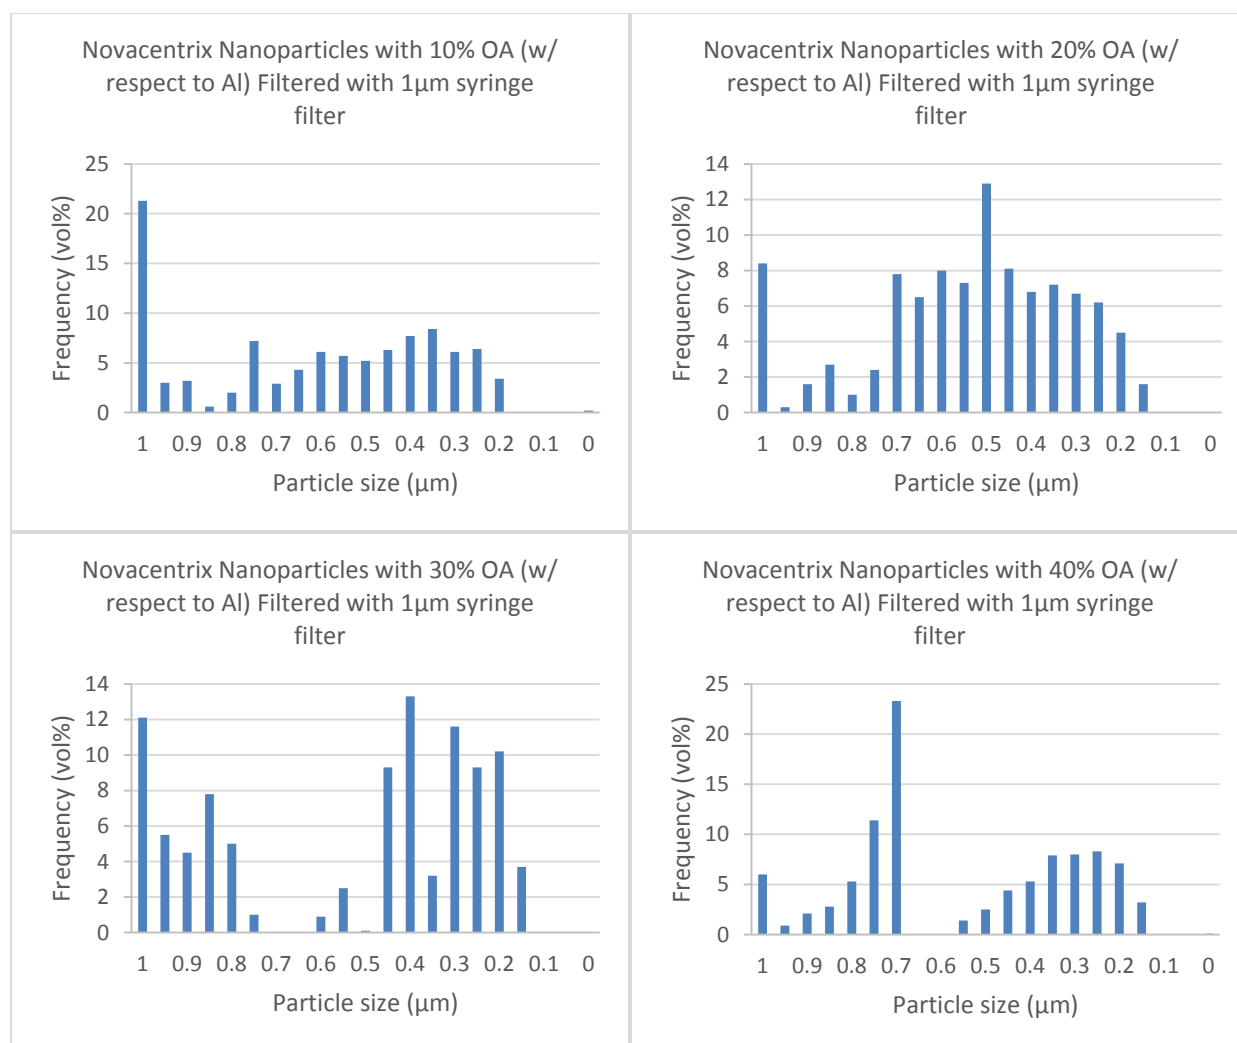 Novacentrix Nanoparticles with 10% OA (w/
respect to Al) Filtered with 1µm syringe
filter
25
20
15
10
5
0
Frequency (vol%)
1 0.9 0.8 0.7 0.6 0.5 0.4 0.3 0.2 0.1 0
Particle size (µm)
Novacentrix Nanoparticles with 20% OA (w/
respect to Al) Filtered with 1µm syringe
filter
14
12
10
8
6
4
2
0
Frequency (vol%)
1 0.9 0.8 0.7 0.6 0.5 0.4 0.3 0.2 0.1 0
Particle size (µm)
Novacentrix Nanoparticles with 30% OA (w/
respect to Al) Filtered with 1µm syringe
filter
14
12
10
8
6
4
2
0
Frequency (vol%)
1 0.9 0.8 0.7 0.6 0.5 0.4 0.3 0.2 0.1 0
Particle size (µm)
Novacentrix Nanoparticles with 40% OA (w/
respect to Al) Filtered with 1µm syringe
filter
25
20
15
10
5
0
Frequency (vol%)
1 0.9 0.8 0.7 0.6 0.5 0.4 0.3 0.2 0.1 0
Particle size (µm)